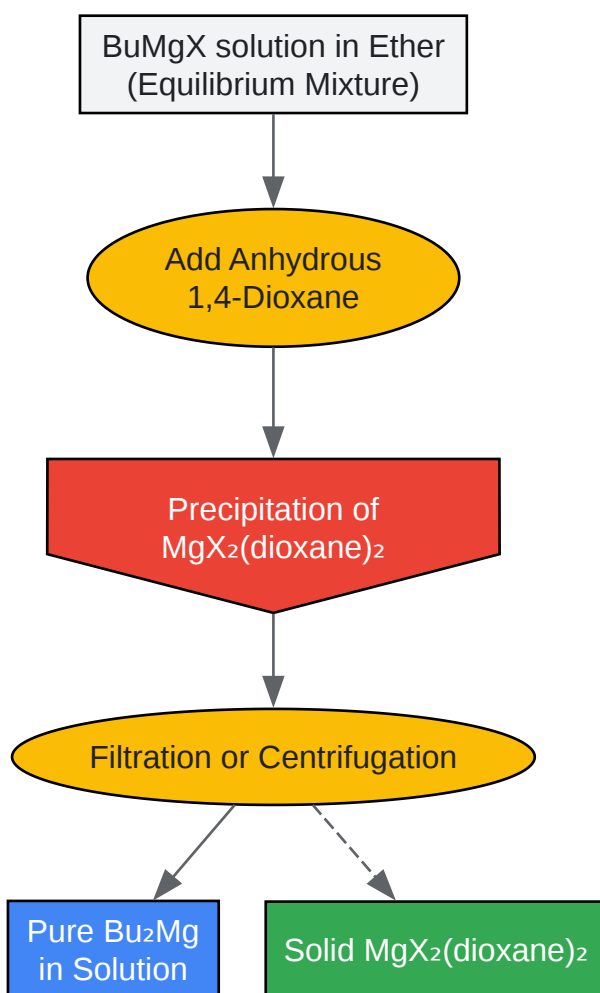 BuMgX solution in Ether
(Equilibrium Mixture)
Add Anhydrous
1,4-Dioxane
Precipitation of
MgX₂(dioxane)₂
Filtration or Centrifugation
Pure Bu₂Mg
in Solution
Solid MgX₂(dioxane)₂